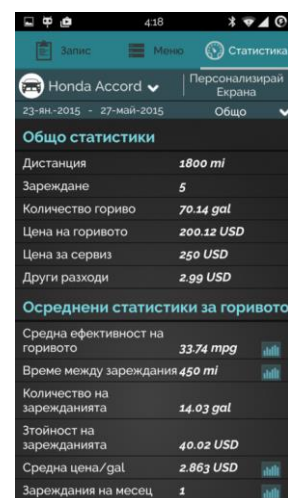 4:18
Запис Меню Статистика
Honda Accord Персонализирай
Екрана
23-ян.-2015 - 27-май-2015 Общо
Общо статистики
Дистанция 1800 mi
Зареждане 5
Количество гориво 70.14 gal
Цена на горивото 200.12 USD
Цена за сервиз 250 USD
Други разходи 2.99 USD
Осреднени статистики за горивото
Средна ефективност на
горивото 33.74 mpg
Време между зареждания 450 mi
Количество на
зарежданията 14.03 gal
Зтойност на
зарежданията 40.02 USD
Средна цена/gal 2.863 USD
Зареждания на месец 1